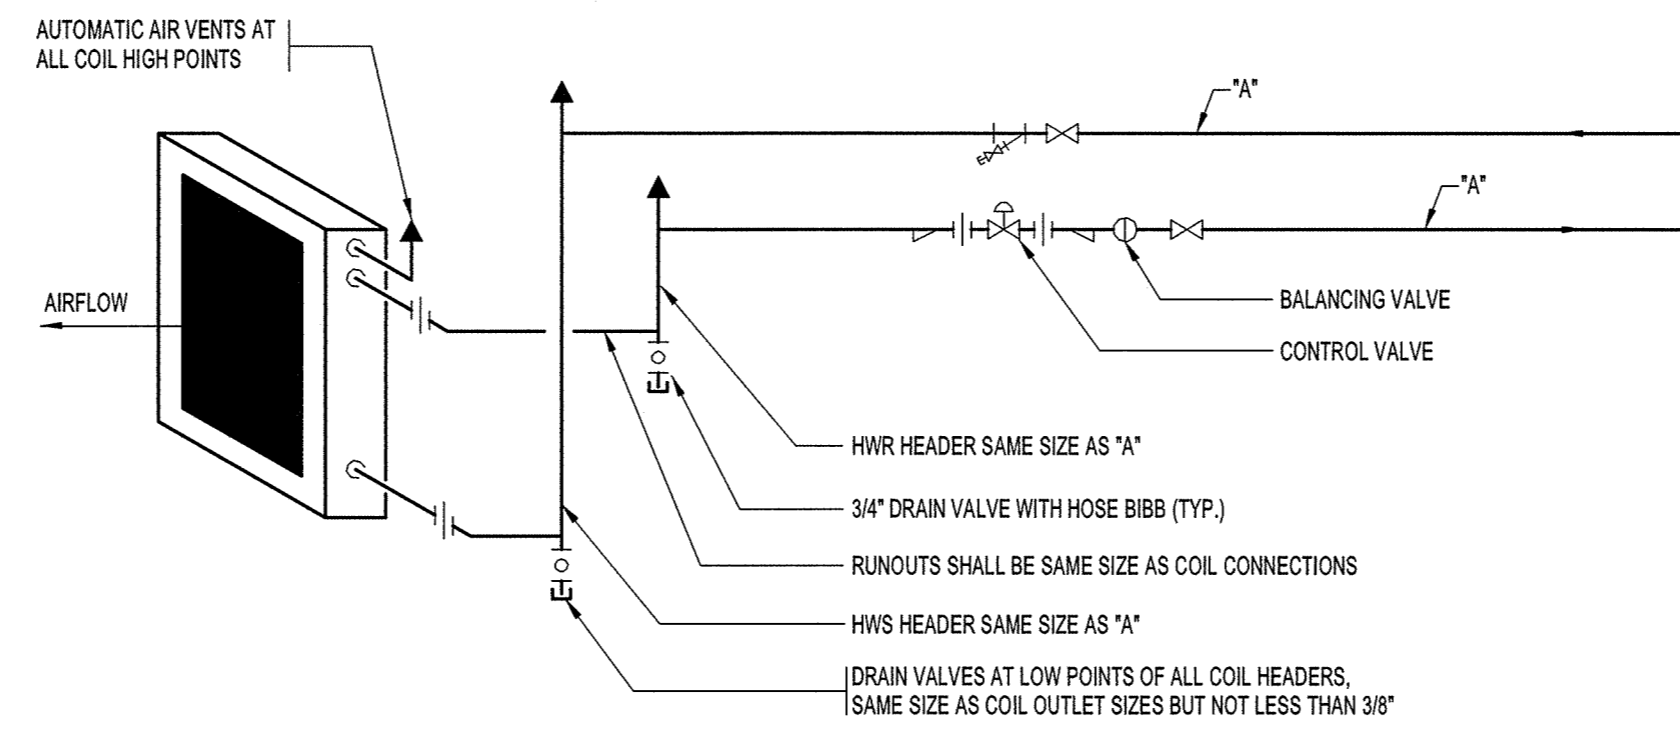 AUTOMATIC AIR VENTS AT
ALL COIL HIGH POINTS
"A"
"A"
AIRFLOW
BALANCING VALVE
CONTROL VALVE
HWR HEADER SAME SIZE AS "A"
3/4" DRAIN VALVE WITH HOSE BIBB (TYP.)
RUNOUTS SHALL BE SAME SIZE AS COIL CONNECTIONS
HWS HEADER SAME SIZE AS "A"
DRAIN VALVES AT LOW POINTS OF ALL COIL HEADERS,
SAME SIZE AS COIL OUTLET SIZES BUT NOT LESS THAN 3/8"